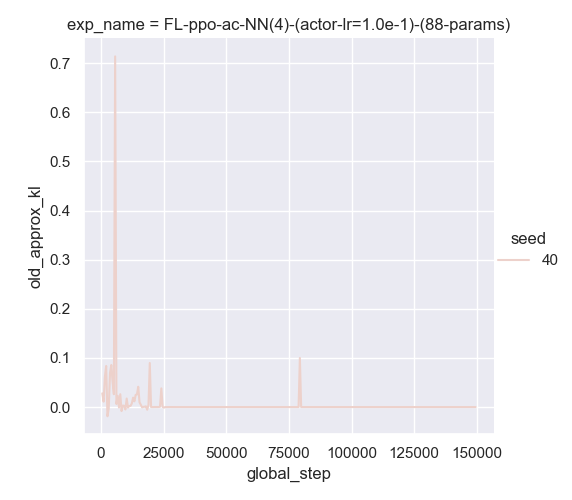 exp_name = FL-ppo-ac-NN(4)-(actor-lr=1.0e-1)-(88-params)
0.7
0.6
0.5
0.4
0.3
0.2
0.1
0.0
old_approx_kl
0 25000 50000 75000 100000 125000 150000
global_step
seed
40